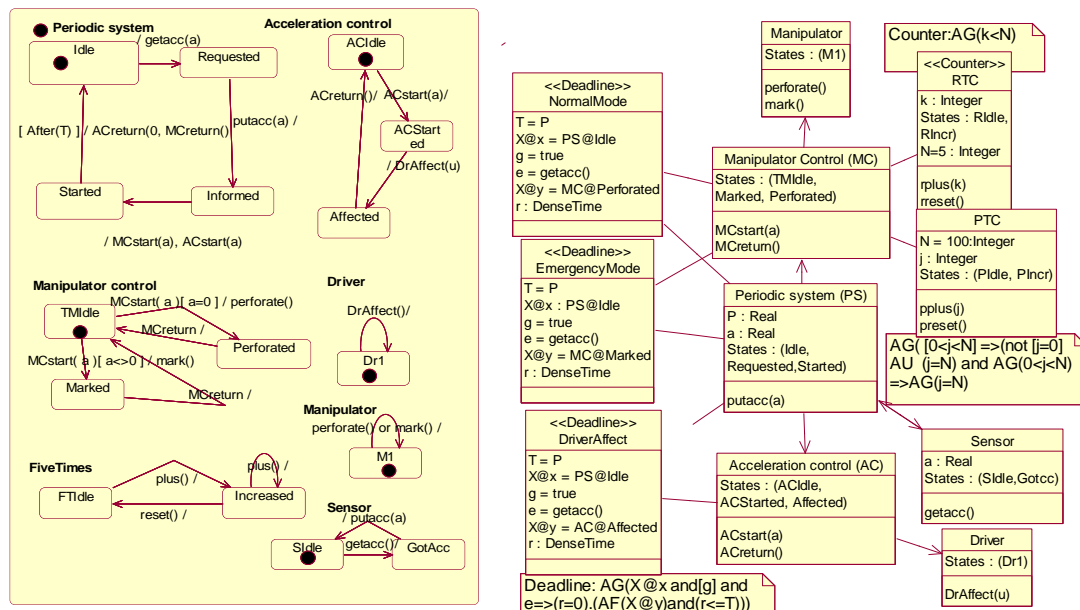 Periodic system
Idle
/ getacc(a)
Requested
[ After(T) ] / ACreturn(0, MCreturn()
putacc(a) /
Started
Informed
/ MCstart(a), ACstart(a)
Acceleration control
ACIdle
ACreturn()/
ACstart(a)/
ACStart
ed
/ DrAffect(u)
Affected
Manipulator control
MCstart( a )[ a=0 ] / perforate()
TMIdle
MCreturn /
Perforated
MCstart( a )[ a<>0 ] / mark()
MCreturn /
Marked
Driver
DrAffect()/
Dr1
Manipulator
perforate() or mark() /
M1
FiveTimes
plus() /
plus() /
FTIdle
Increased
reset() /
Sensor
/ putacc(a)
SIdle
getacc()/
GotAcc
<<Deadline>>
NormalMode
T = P
X@x = PS@Idle
g = true
e = getacc()
X@y = MC@Perforated
r : DenseTime
<<Deadline>>
EmergencyMode
T = P
X@x : PS@Idle
g = true
e = getacc()
X@y = MC@Marked
r : DenseTime
<<Deadline>>
DriverAffect
T = P
X@x = PS@Idle
g = true
e = getacc()
X@y = AC@Affected
r : DenseTime
Deadline: AG(X@x and[g] and
e=>(r=0).(AF(X@y)and(r<=T)))
Manipulator
States : (M1)
perforate()
mark()
Manipulator Control (MC)
States : (TMIdle,
Marked, Perforated)
MCstart(a)
MCreturn()
Periodic system (PS)
P : Real
a : Real
States : (Idle,
Requested,Started)
putacc(a)
Acceleration control (AC)
States : (ACIdle,
ACStarted, Affected)
ACstart(a)
ACreturn()
Counter:AG(k<N)
<<Counter>>
RTC
k : Integer
States : RIdle,
RIncr)
N=5 : Integer
rplus(k)
rreset()
PTC
N = 100:Integer
j : Integer
States : (PIdle, PIncr)
pplus(j)
preset()
AG( [0<j<N] =>(not [j=0]
AU (j=N) and AG(0<j<N)
=>AG(j=N)
Sensor
a : Real
States : (SIdle,Gotcc)
getacc()
Driver
States : (Dr1)
DrAffect(u)